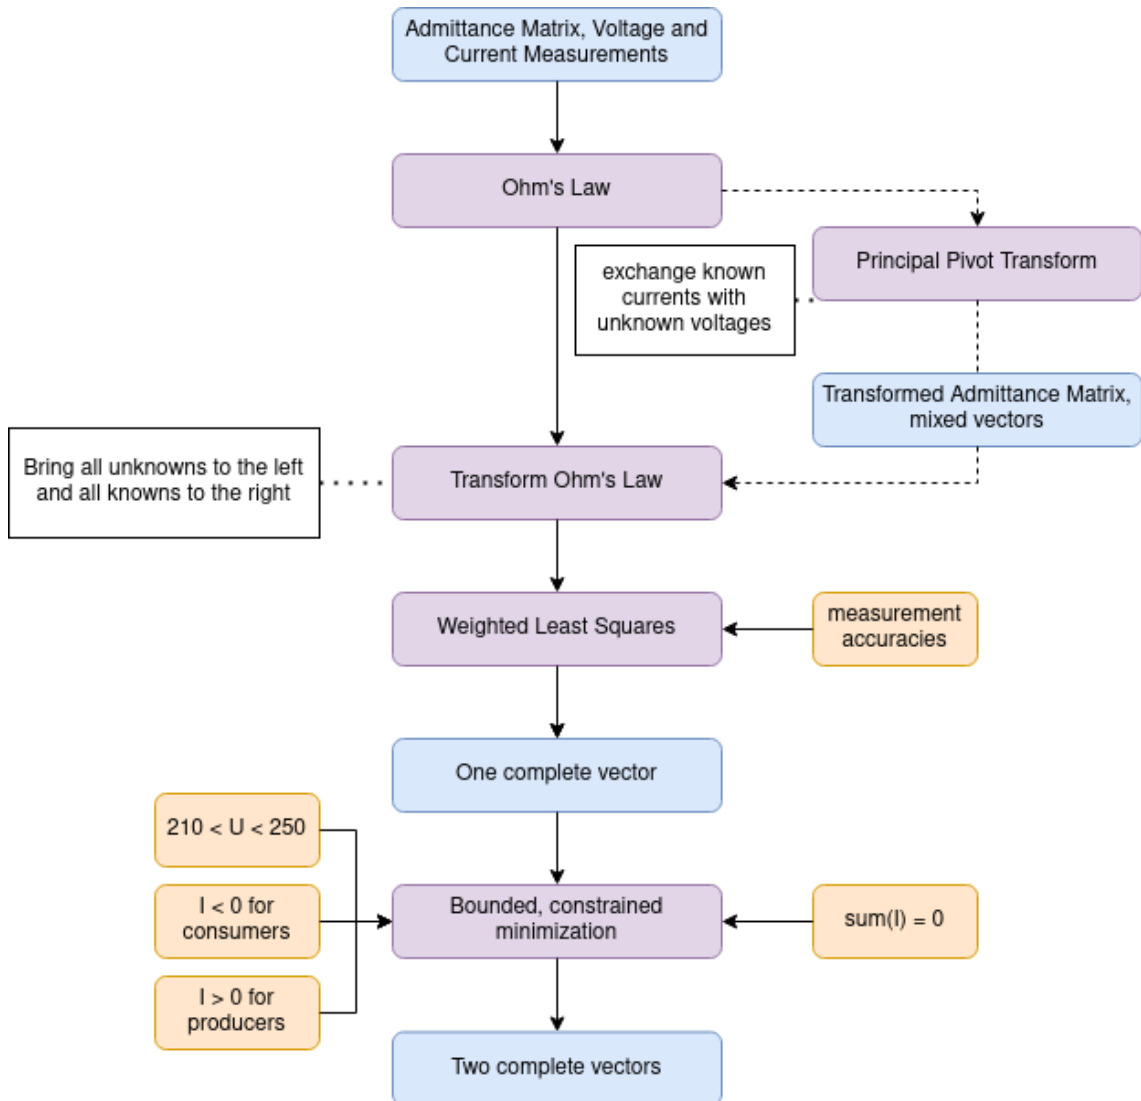 Admittance Matrix, Voltage and
Current Measurements
Ohm's Law
Principal Pivot Transform
exchange known
currents with
unknown voltages
Transformed Admittance Matrix,
mixed vectors
Bring all unknowns to the left
and all knowns to the right
Transform Ohm's Law
Weighted Least Squares
measurement
accuracies
One complete vector
210 < U < 250
I < 0 for
consumers
I > 0 for
producers
Bounded, constrained
minimization
sum(I) = 0
Two complete vectors